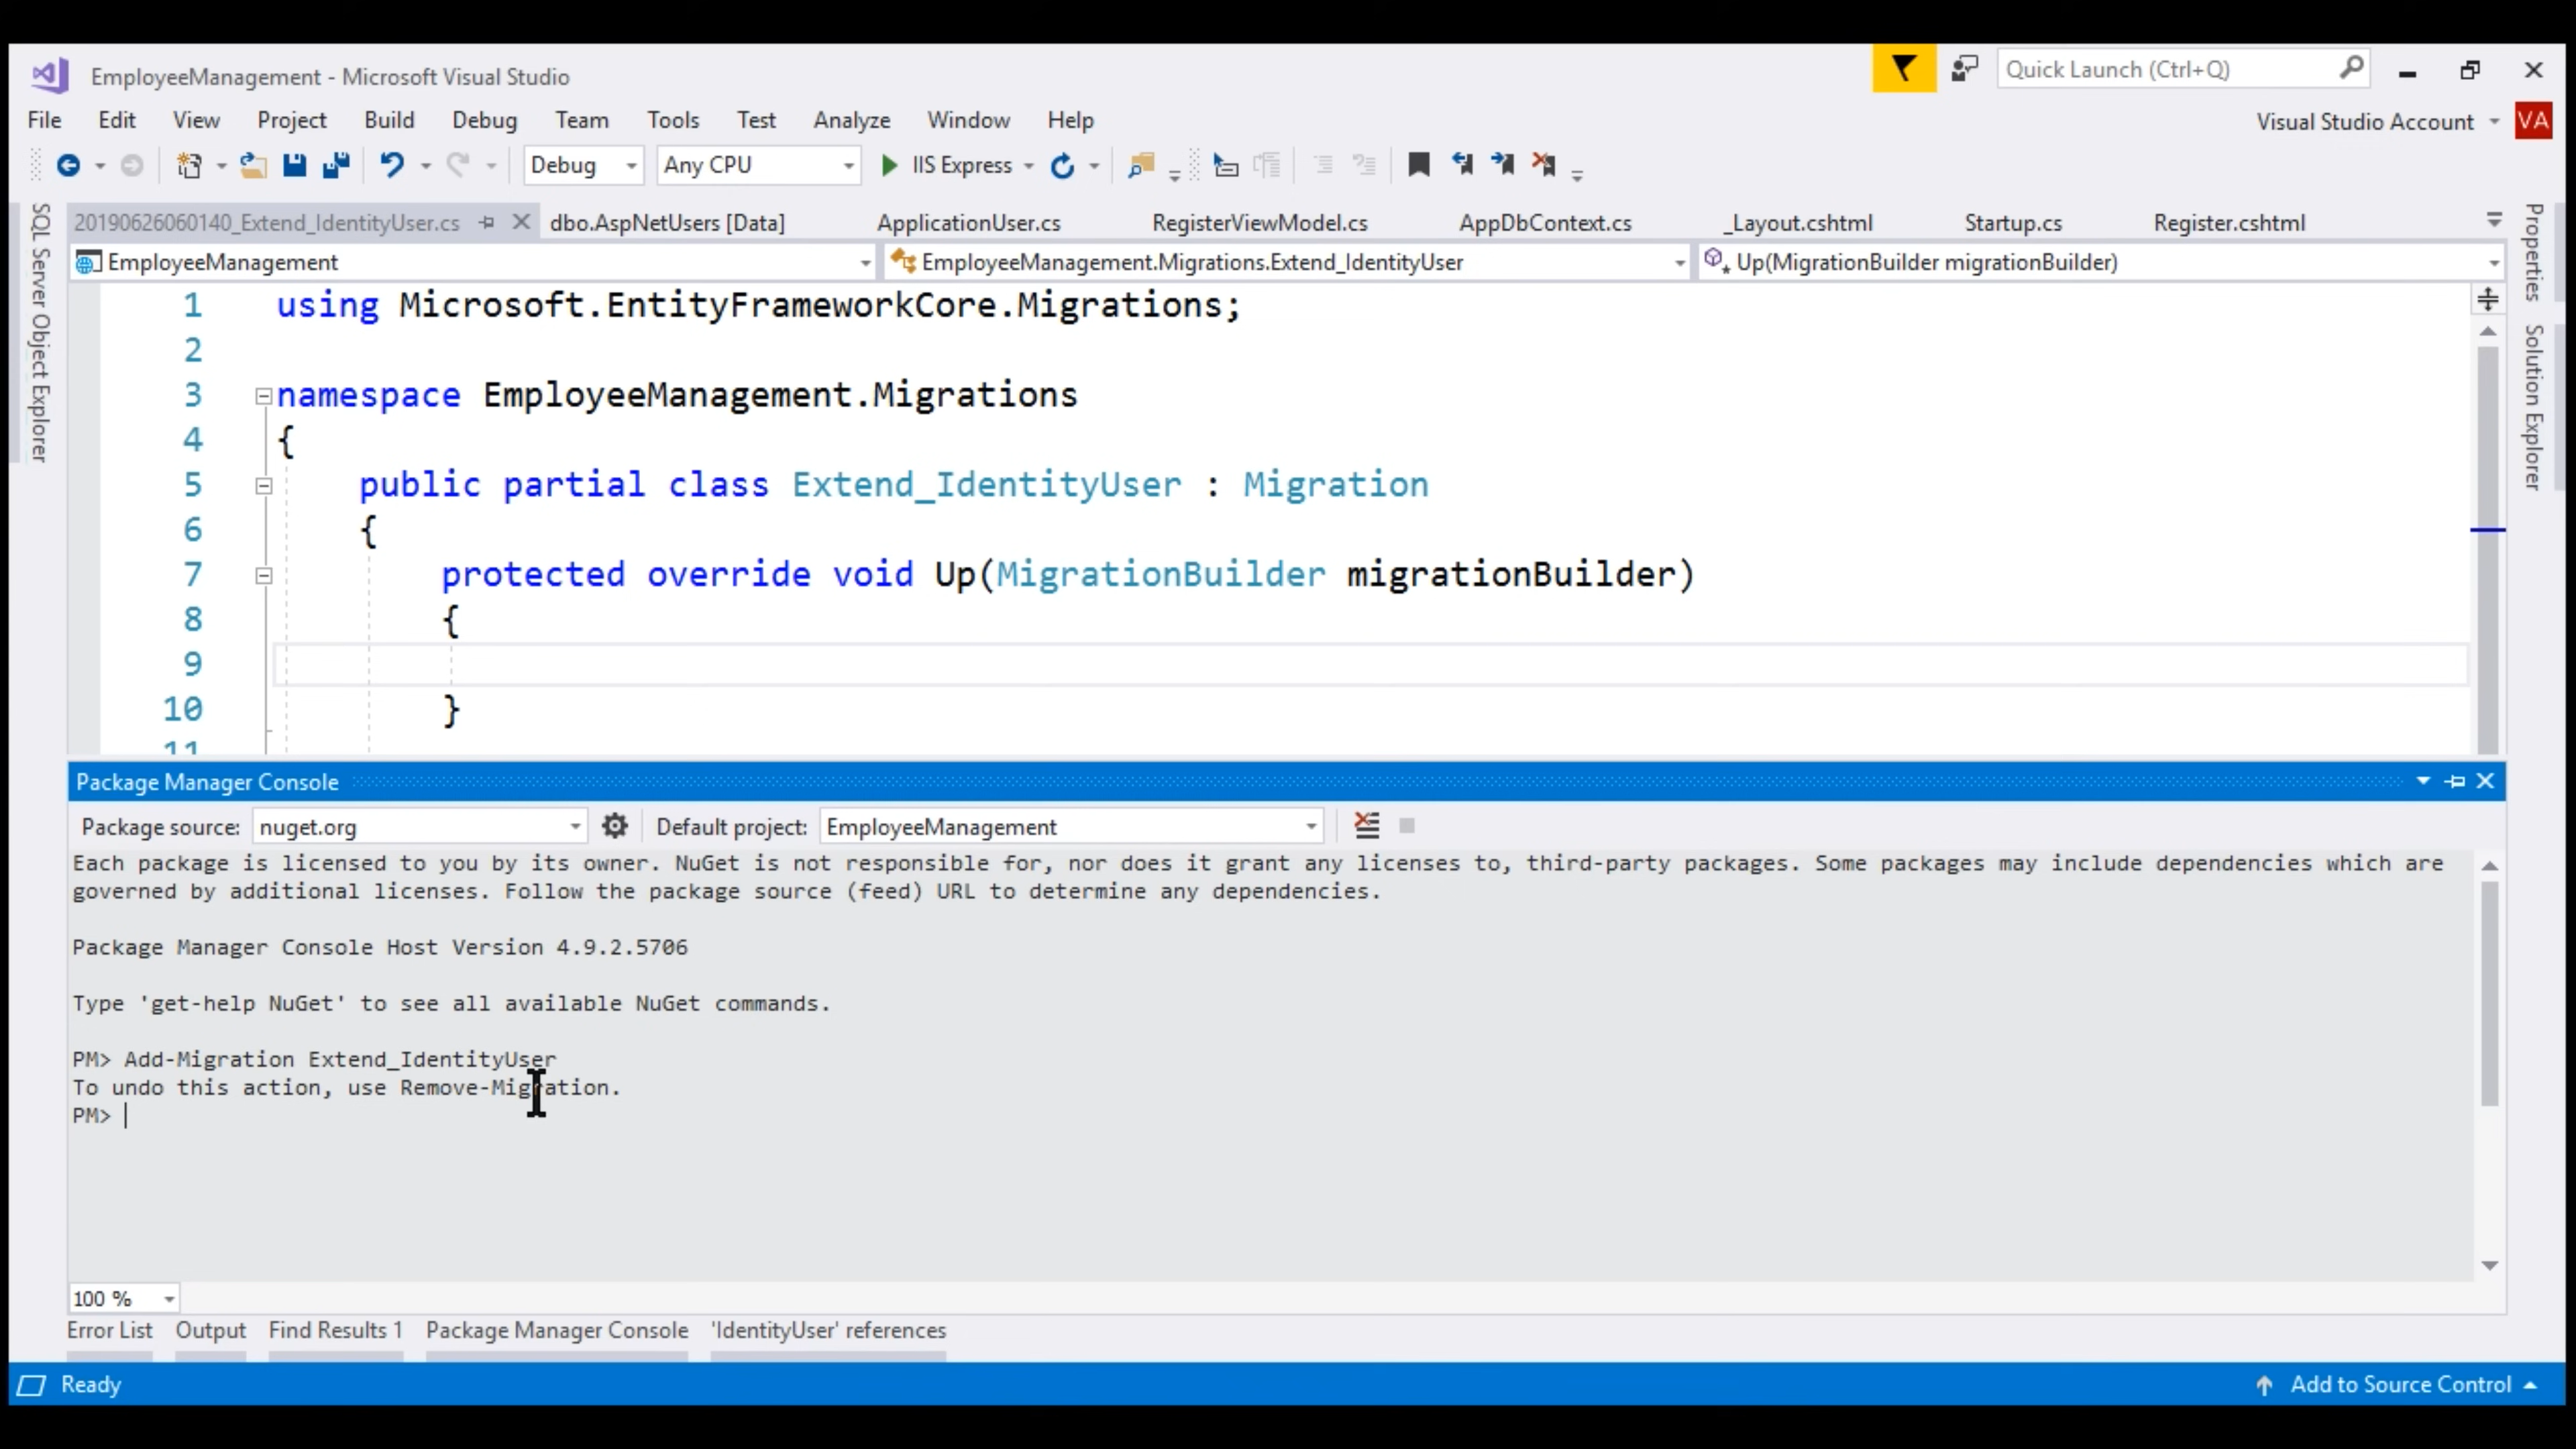 EmployeeManagement - Microsoft Visual Studio
Quick Launch (Ctrl+Q)
File Edit View Project Build Debug Team Tools Test Analyze Window Help
Visual Studio Account VA
Debug Any CPU IIS Express
SQL Server Object Explorer
20190626060140_Extend_IdentityUser.cs dbo.AspNetUsers [Data] ApplicationUser.cs RegisterViewModel.cs AppDbContext.cs _Layout.cshtml Startup.cs Register.cshtml
Properties
Solution Explorer
EmployeeManagement EmployeeManagement.Migrations.Extend_IdentityUser Up(MigrationBuilder migrationBuilder)
1 using Microsoft.EntityFrameworkCore.Migrations;
2
3 namespace EmployeeManagement.Migrations
4 {
5 public partial class Extend_IdentityUser : Migration
6 {
7 protected override void Up(MigrationBuilder migrationBuilder)
8 {
9
10 }
11
Package Manager Console
Package source: nuget.org Default project: EmployeeManagement
Each package is licensed to you by its owner. NuGet is not responsible for, nor does it grant any licenses to, third-party packages. Some packages may include dependencies which are
governed by additional licenses. Follow the package source (feed) URL to determine any dependencies.
Package Manager Console Host Version 4.9.2.5706
Type 'get-help NuGet' to see all available NuGet commands.
PM> Add-Migration Extend_IdentityUser
To undo this action, use Remove-Migration.
PM>
100 %
Error List Output Find Results 1 Package Manager Console 'IdentityUser' references
Ready
Add to Source Control